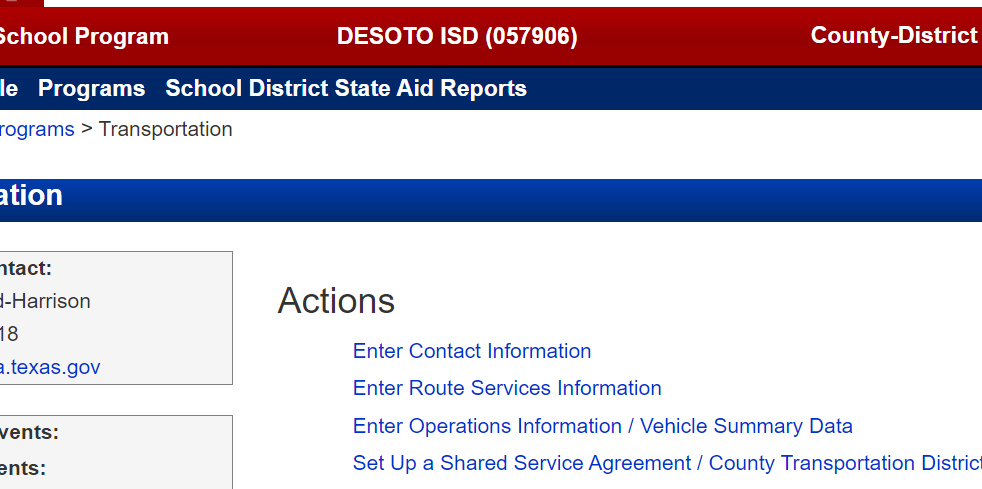 School Program DESOTO ISD (057906) County-District
le Programs School District State Aid Reports
rograms > Transportation
ation
ntact:
d-Harrison
18
a.texas.gov
vents:
ents:
Actions
Enter Contact Information
Enter Route Services Information
Enter Operations Information / Vehicle Summary Data
Set Up a Shared Service Agreement / County Transportation District